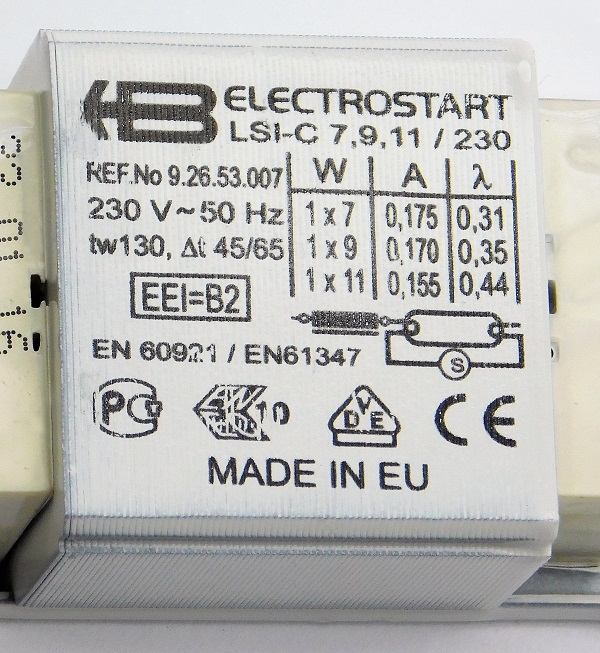 ELECTROSTART
LSI-C 7,9,11 / 230
REF.No 9.26.53.007
230 V~50 Hz
tw130, Δt 45/65
W A λ
1 x 7 0,175 0,31
1 x 9 0,170 0,35
1 x 11 0,155 0,44
EEI=B2
S
EN 60921 / EN61347
10
VDE
CE
MADE IN EU